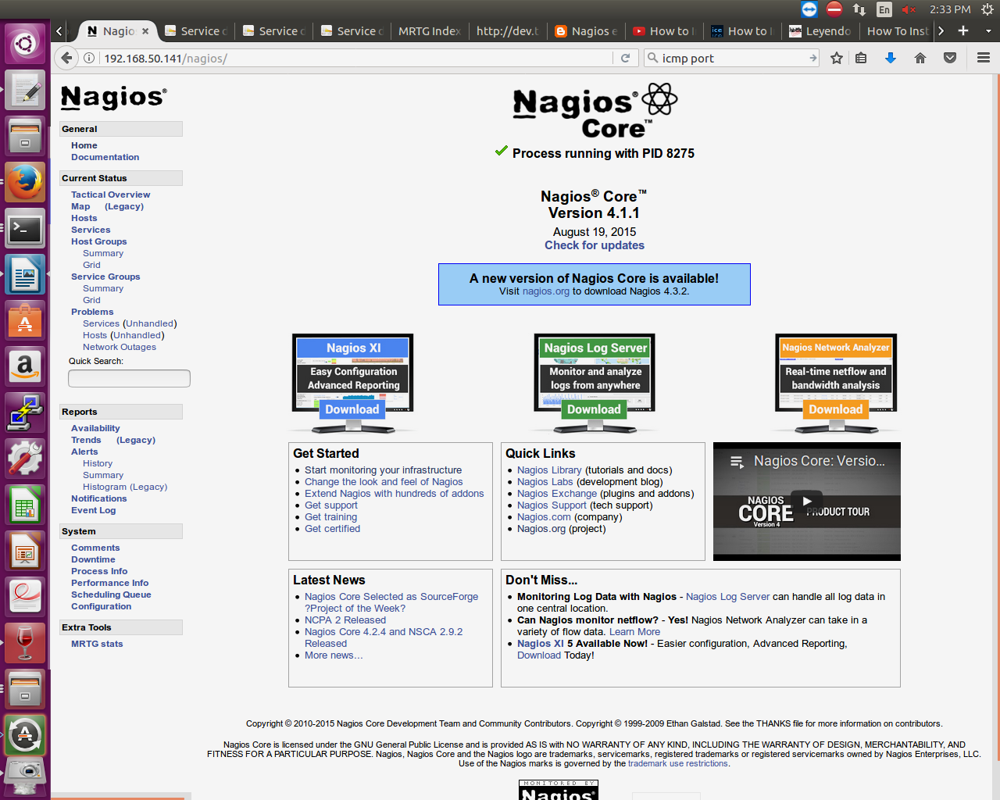 En
2:33 PM
Nagio
Service d
Service d
Service d
MRTG Index
http://dev.t
Nagios e
How to I
ice
How to I
Leyendo
How To Inst
192.168.50.141/nagios/
icmp port
Nagios®
General
Home
Documentation
Current Status
Tactical Overview
Map (Legacy)
Hosts
Services
Host Groups
Summary
Grid
Service Groups
Summary
Grid
Problems
Services (Unhandled)
Hosts (Unhandled)
Network Outages
Quick Search:
Reports
Availability
Trends (Legacy)
Alerts
History
Summary
Histogram (Legacy)
Notifications
Event Log
System
Comments
Downtime
Process Info
Performance Info
Scheduling Queue
Configuration
Extra Tools
MRTG stats
Nagios®
Core™
Process running with PID 8275
Nagios® Core™
Version 4.1.1
August 19, 2015
Check for updates
A new version of Nagios Core is available!
Visit nagios.org to download Nagios 4.3.2.
Nagios XI
Easy Configuration
Advanced Reporting
Download
Nagios Log Server
Monitor and analyze
logs from anywhere
Download
Nagios Network Analyzer
Real-time netflow and
bandwidth analysis
Download
Get Started
Start monitoring your infrastructure
Change the look and feel of Nagios
Extend Nagios with hundreds of addons
Get support
Get training
Get certified
Quick Links
Nagios Library (tutorials and docs)
Nagios Labs (development blog)
Nagios Exchange (plugins and addons)
Nagios Support (tech support)
Nagios.com (company)
Nagios.org (project)
Nagios Core: Versio...
NAGIOS
CORE
Version 4
PRODUCT TOUR
Latest News
Nagios Core Selected as SourceForge
?Project of the Week?
NCPA 2 Released
Nagios Core 4.2.4 and NSCA 2.9.2
Released
More news...
Don't Miss...
Monitoring Log Data with Nagios - Nagios Log Server can handle all log data in
one central location.
Can Nagios monitor netflow? - Yes! Nagios Network Analyzer can take in a
variety of flow data. Learn More
Nagios XI 5 Available Now! - Easier configuration, Advanced Reporting,
Download Today!
Copyright © 2010-2015 Nagios Core Development Team and Community Contributors. Copyright © 1999-2009 Ethan Galstad. See the THANKS file for more information on contributors.
Nagios Core is licensed under the GNU General Public License and is provided AS IS with NO WARRANTY OF ANY KIND, INCLUDING THE WARRANTY OF DESIGN, MERCHANTABILITY, AND
FITNESS FOR A PARTICULAR PURPOSE. Nagios, Nagios Core and the Nagios logo are trademarks, servicemarks, registered trademarks or registered servicemarks owned by Nagios Enterprises, LLC.
Use of the Nagios marks is governed by the trademark use restrictions.
MONITORED BY
Nagios®